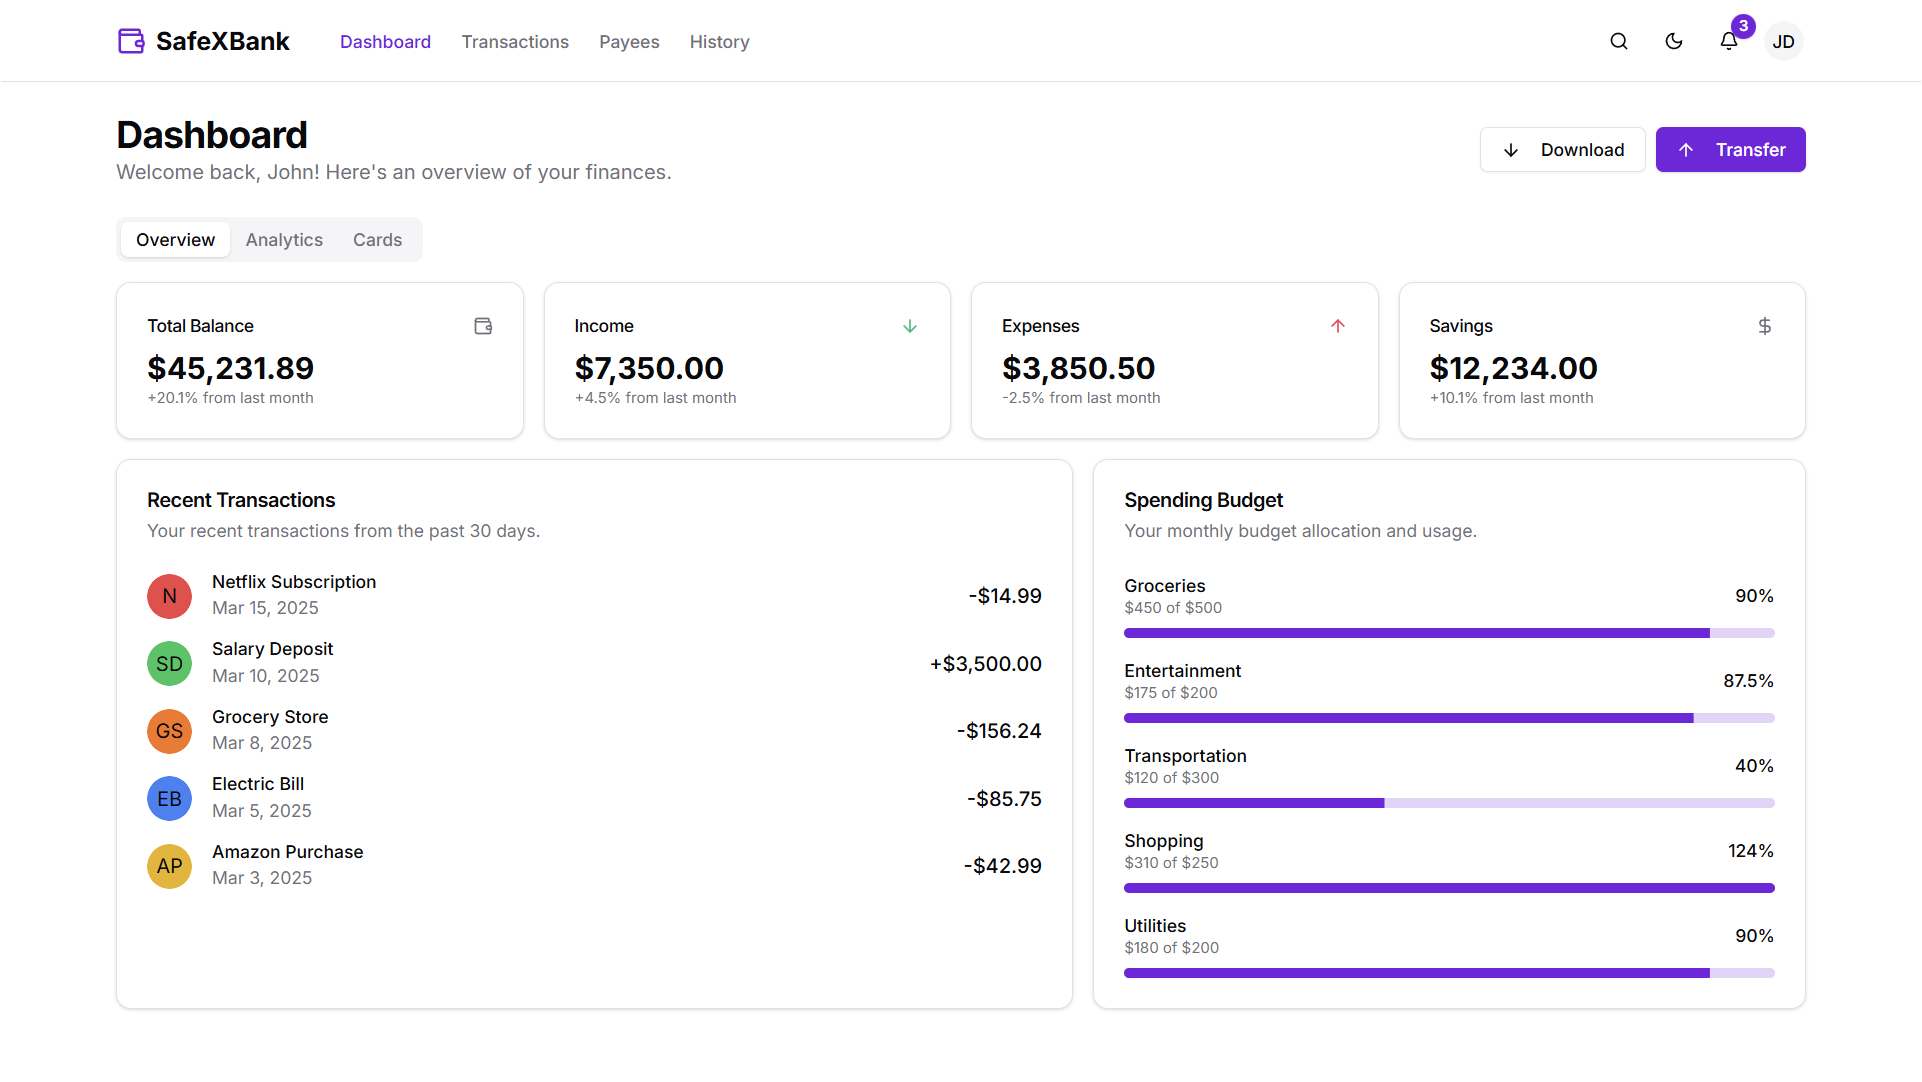 SafeXBank
Dashboard
Transactions
Payees
History
3
JD
Dashboard
Welcome back, John! Here's an overview of your finances.
Download
Transfer
Overview
Analytics
Cards
Total Balance
$45,231.89
+20.1% from last month
Income
$7,350.00
+4.5% from last month
Expenses
$3,850.50
-2.5% from last month
Savings
$
$12,234.00
+10.1% from last month
Recent Transactions
Your recent transactions from the past 30 days.
N
Netflix Subscription
Mar 15, 2025
-$14.99
SD
Salary Deposit
Mar 10, 2025
+$3,500.00
GS
Grocery Store
Mar 8, 2025
-$156.24
EB
Electric Bill
Mar 5, 2025
-$85.75
AP
Amazon Purchase
Mar 3, 2025
-$42.99
Spending Budget
Your monthly budget allocation and usage.
Groceries
$450 of $500
90%
Entertainment
$175 of $200
87.5%
Transportation
$120 of $300
40%
Shopping
$310 of $250
124%
Utilities
$180 of $200
90%